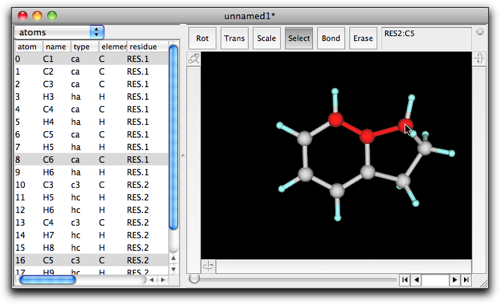 unnamed1*
atoms
Rot Trans Scale Select Bond Erase RES2:C5
atom name type elemen residue
0 C1 ca C RES.1
1 C2 ca C RES.1
2 C3 ca C RES.1
3 H3 ha H RES.1
4 C4 ca C RES.1
5 H4 ha H RES.1
6 C5 ca C RES.1
7 H5 ha H RES.1
8 C6 ca C RES.1
9 H6 ha H RES.1
10 C3 c3 C RES.2
11 H5 hc H RES.2
12 H6 hc H RES.2
13 C4 c3 C RES.2
14 H7 hc H RES.2
15 H8 hc H RES.2
16 C5 c3 C RES.2
17 H9 hc H RES.2